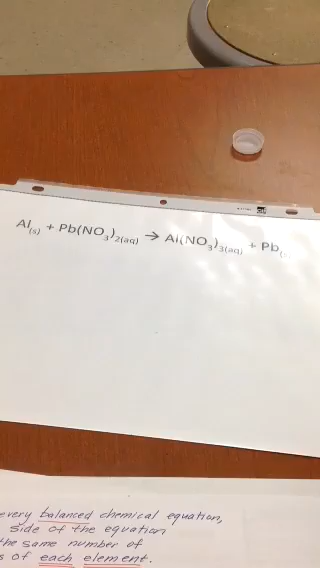 Al(s) + Pb(NO3)2(aq) → Al(NO3)3(aq) + Pb(s
every balanced chemical equation,
side of the equation
the same number of
of each element.